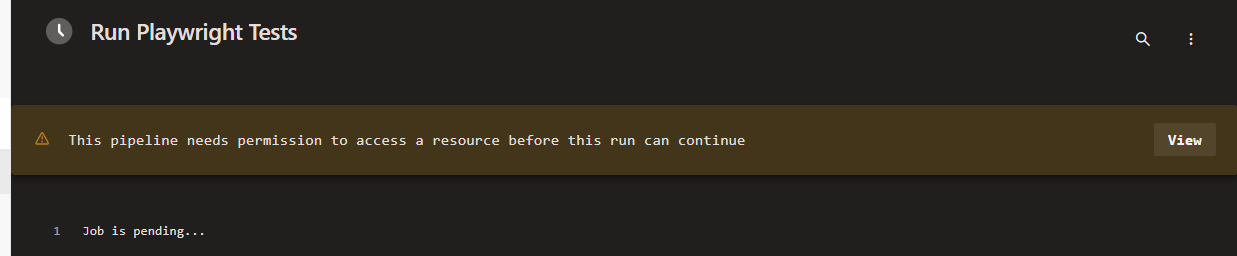 Run Playwright Tests
This pipeline needs permission to access a resource before this run can continue
View
1 Job is pending...